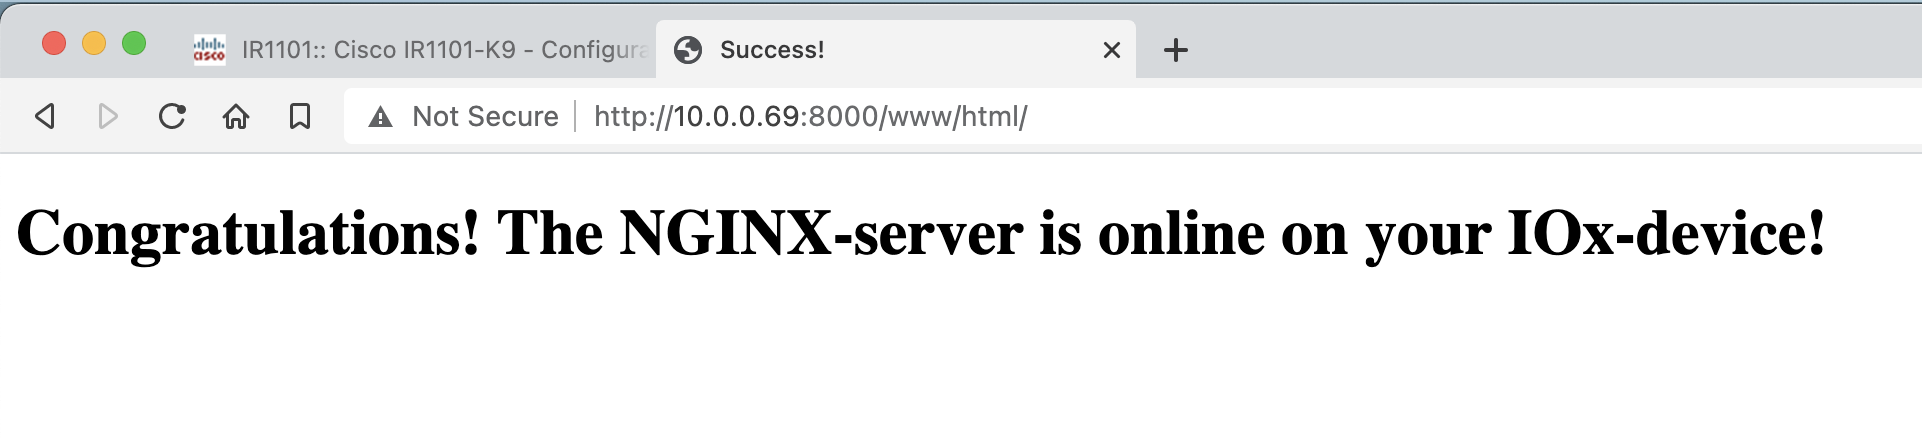 CISCO IR1101:: Cisco IR1101-K9 - Configura Success!
Not Secure http://10.0.0.69:8000/www/html/
Congratulations! The NGINX-server is online on your IOx-device!